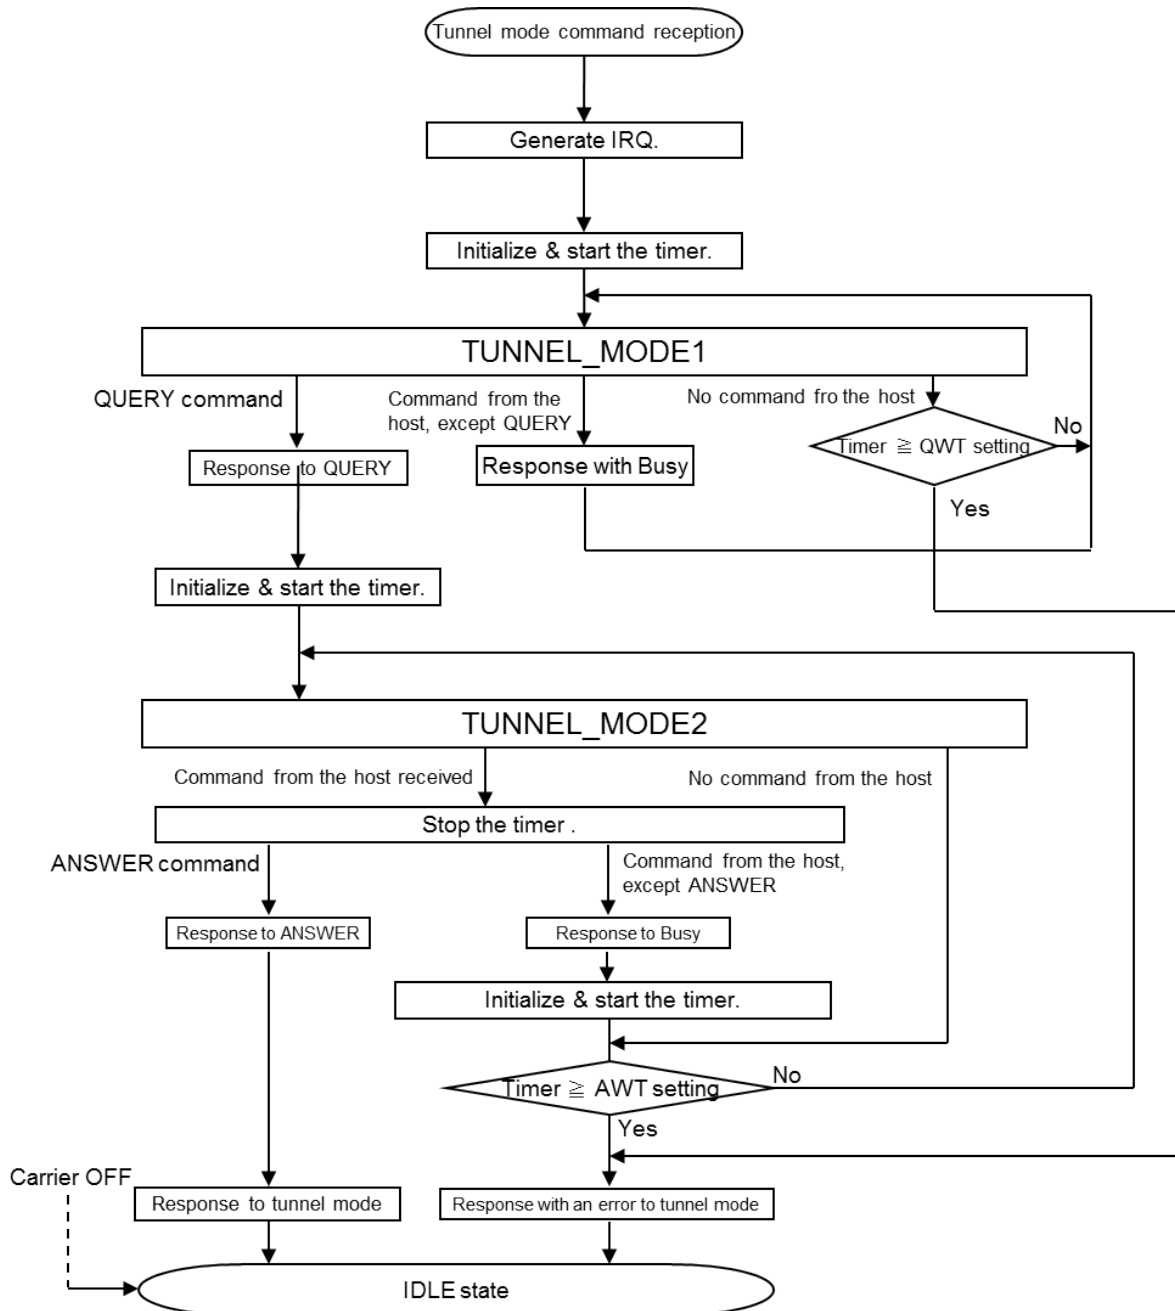 Tunnel mode command reception
Generate IRQ.
Initialize & start the timer.
TUNNEL_MODE1
QUERY command
Command from the
host, except QUERY
No command fro the host
No
Timer ≧ QWT setting
Response to QUERY
Response with Busy
Yes
Initialize & start the timer.
TUNNEL_MODE2
Command from the host received
No command from the host
Stop the timer .
ANSWER command
Command from the host,
except ANSWER
Response to ANSWER
Response to Busy
Initialize & start the timer.
Timer ≧ AWT setting
No
Yes
Carrier OFF
Response to tunnel mode
Response with an error to tunnel mode
IDLE state